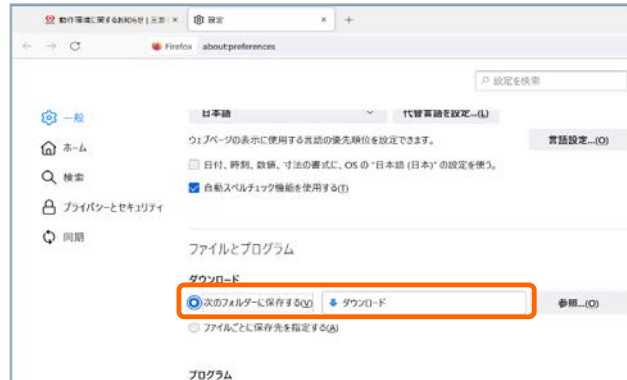 動作環境に関するお知らせ | 三菱
設定
Firefox about:preferences
設定を検索
一般
ホーム
検索
プライバシーとセキュリティ
同期
日本語
代替言語を設定...(L)
ウェブページの表示に使用する言語の優先順位を設定できます。
言語設定...(O)
日付、時刻、数値、寸法の書式に、OS の "日本語 (日本)" の設定を使う。
自動スペルチェック機能を使用する(T)
ファイルとプログラム
ダウンロード
次のフォルダーに保存する(V) ダウンロード
参照...(O)
ファイルごとに保存先を指定する(A)
プログラム